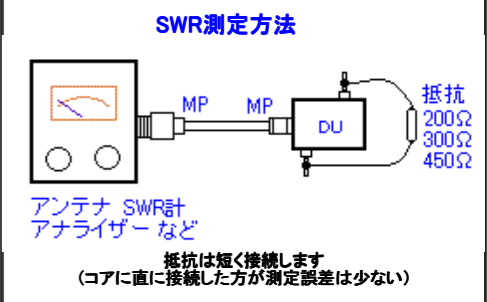 SWR測定方法
MP
MP
DU
抵抗
200Ω
300Ω
450Ω
アンテナ SWR計
アナライザー など
抵抗は短く接続します
(コアに直に接続した方が測定誤差は少ない)